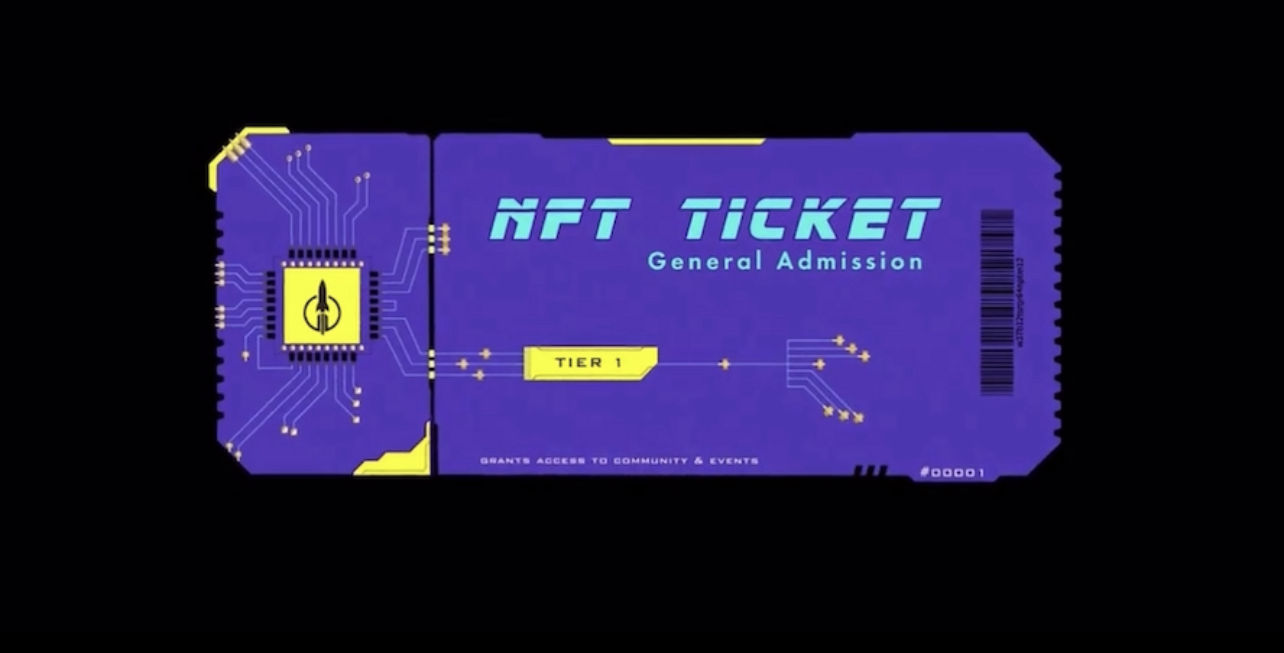 NFT TICKET
General Admission
TIER 1
GRANTS ACCESS TO COMMUNITY & EVENTS
#00001